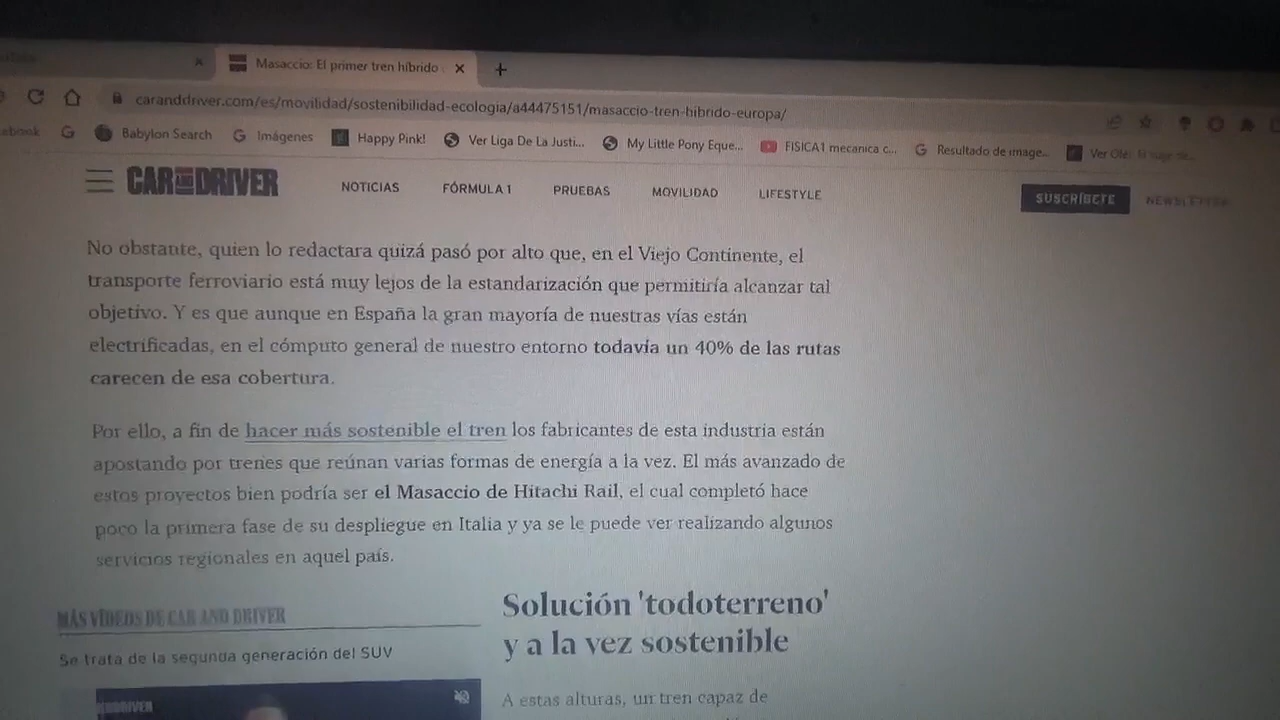 Masaccio: El primer tren híbrido
caranddriver.com/es/movilidad/sostenibilidad-ecologia/a44475151/masaccio-tren-hibrido-europa/
ebook
Babylon Search
Imágenes
Happy Pink!
Ver Liga De La Justi...
My Little Pony Eque...
FISICA1 mecanica c...
Resultado de image...
CAR AND DRIVER
NOTICIAS
FÓRMULA 1
PRUEBAS
MOVILIDAD
LIFESTYLE
SUSCRÍBETE
NEWSLETTER
No obstante, quien lo redactara quizá pasó por alto que, en el Viejo Continente, el
transporte ferroviario está muy lejos de la estandarización que permitiría alcanzar tal
objetivo. Y es que aunque en España la gran mayoría de nuestras vías están
electrificadas, en el cómputo general de nuestro entorno todavía un 40% de las rutas
carecen de esa cobertura.
Por ello, a fin de hacer más sostenible el tren los fabricantes de esta industria están
apostando por trenes que reúnan varias formas de energía a la vez. El más avanzado de
estos proyectos bien podría ser el Masaccio de Hitachi Rail, el cual completó hace
poco la primera fase de su despliegue en Italia y ya se le puede ver realizando algunos
servicios regionales en aquel país.
MÁS VÍDEOS DE CAR AND DRIVER
Se trata de la segunda generación del SUV
Solución 'todoterreno'
y a la vez sostenible
A estas alturas, un tren capaz de